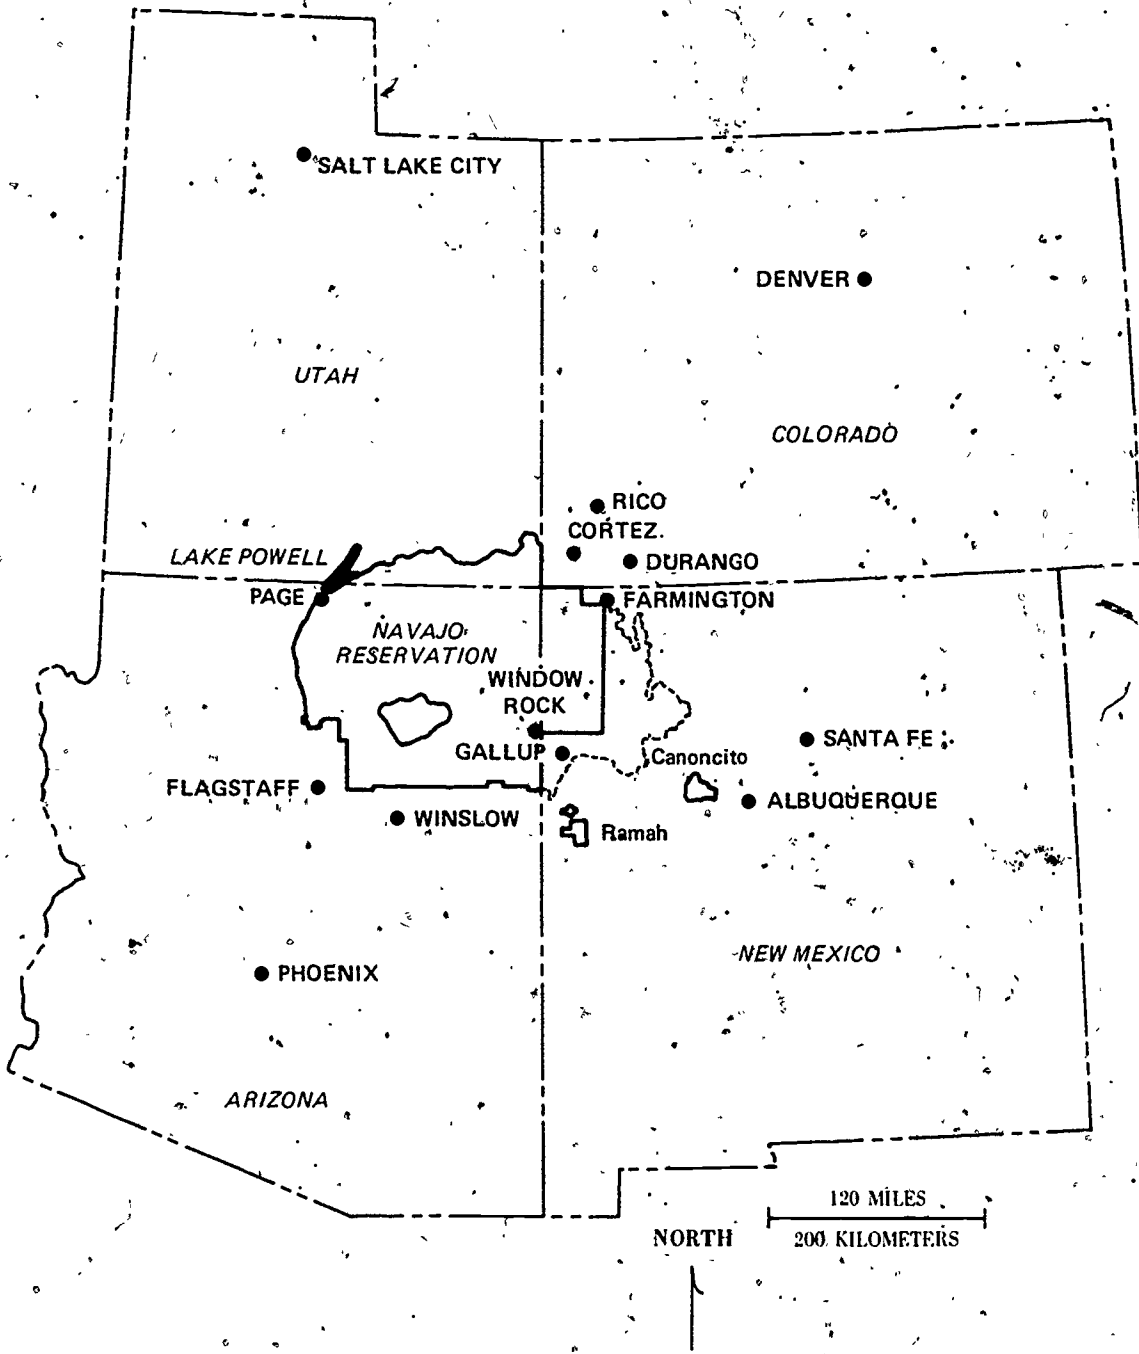 SALT LAKE CITY
DENVER
UTAH
COLORADO
RICO
CORTEZ
LAKE POWELL
DURANGO
PAGE
FARMINGTON
NAVAJO
RESERVATION
WINDOW
ROCK
GALLUP
Canoncito
SANTA FE
FLAGSTAFF
ALBUQUERQUE
WINSLOW
Ramah
NEW MEXICO
PHOENIX
ARIZONA
120 MILES
NORTH
200 KILOMETERS